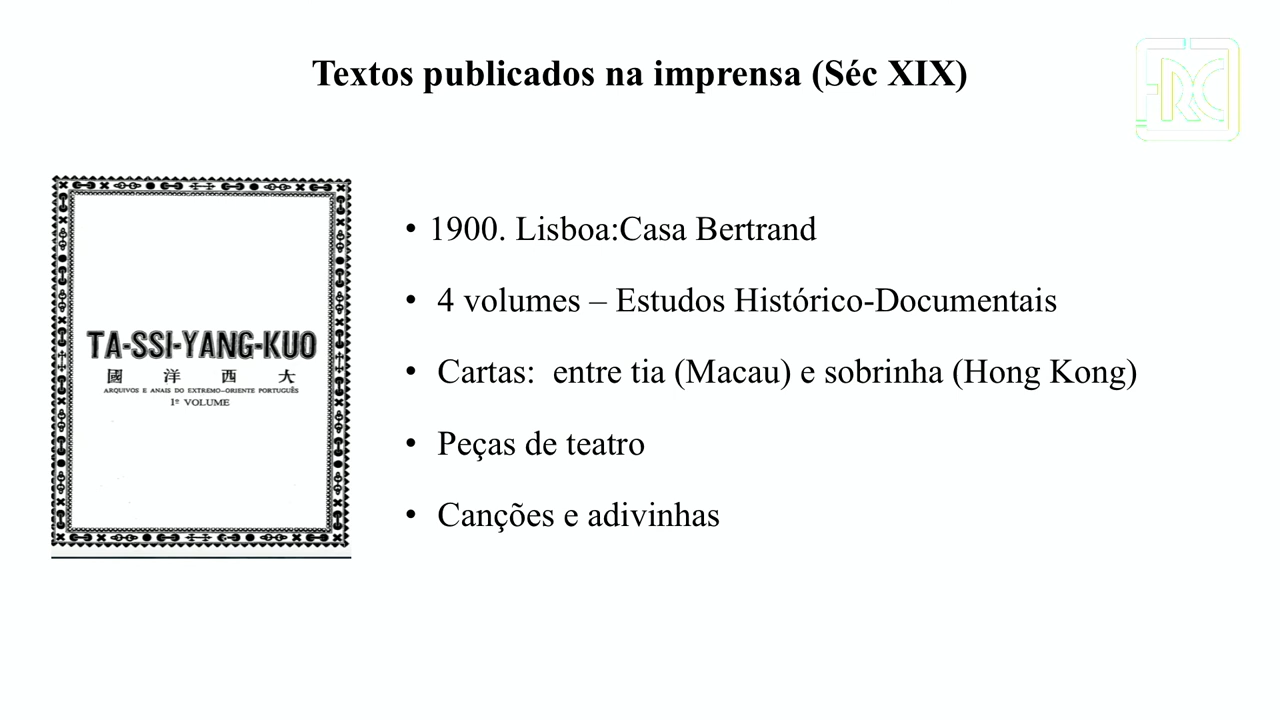 Textos publicados na imprensa (Séc XIX)
FRC
TA-SSI-YANG-KUO
國 洋 西 大
ARQUIVOS E ANAIS DO EXTREMO-ORIENTE PORTUGUÊS
1º VOLUME
• 1900. Lisboa:Casa Bertrand
• 4 volumes – Estudos Histórico-Documentais
• Cartas:  entre tia (Macau) e sobrinha (Hong Kong)
• Peças de teatro
• Canções e adivinhas